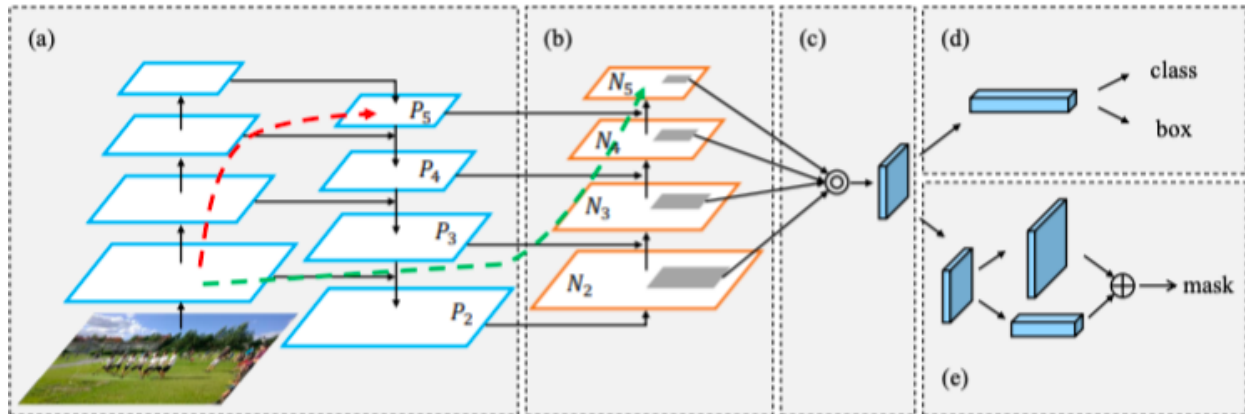 (a)
P5
P4
P3
P2
(b)
N5
N4
N3
N2
(c)
(d)
class
box
(e)
mask